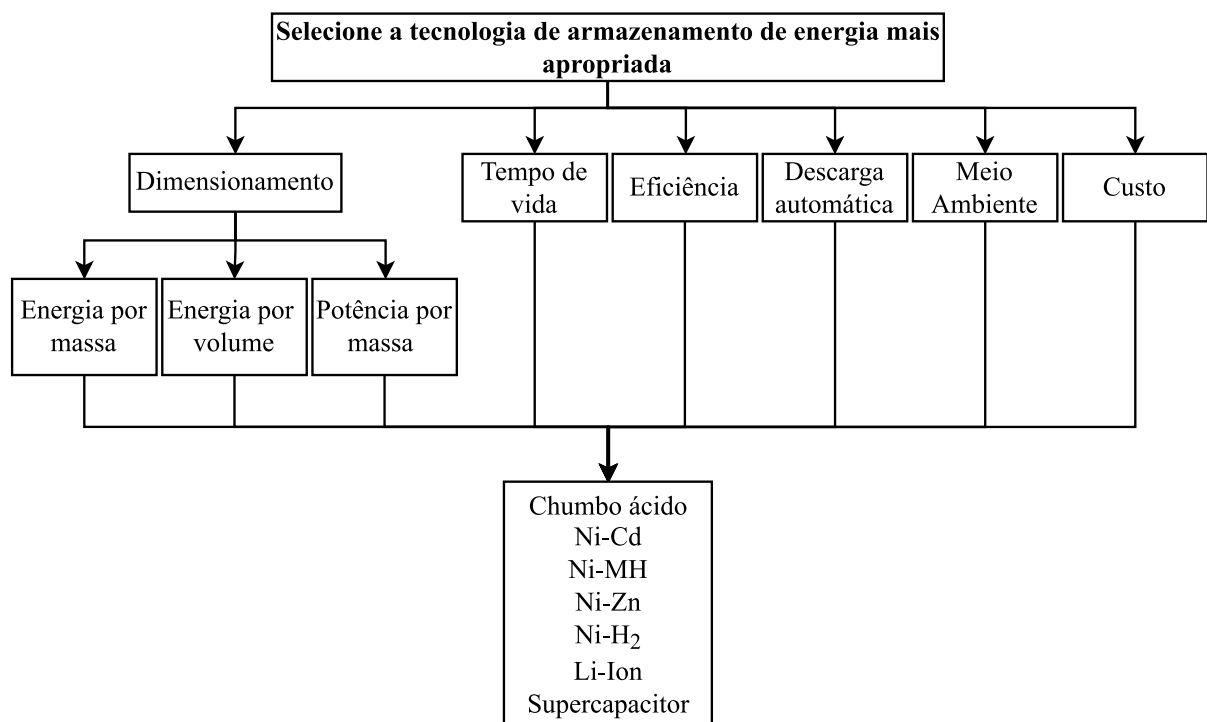 Selecione a tecnologia de armazenamento de energia mais
apropriada
Dimensionamento
Tempo de
vida
Eficiência
Descarga
automática
Meio
Ambiente
Custo
Energia por
massa
Energia por
volume
Potência por
massa
Chumbo ácido
Ni-Cd
Ni-MH
Ni-Zn
Ni-H₂
Li-Ion
Supercapacitor